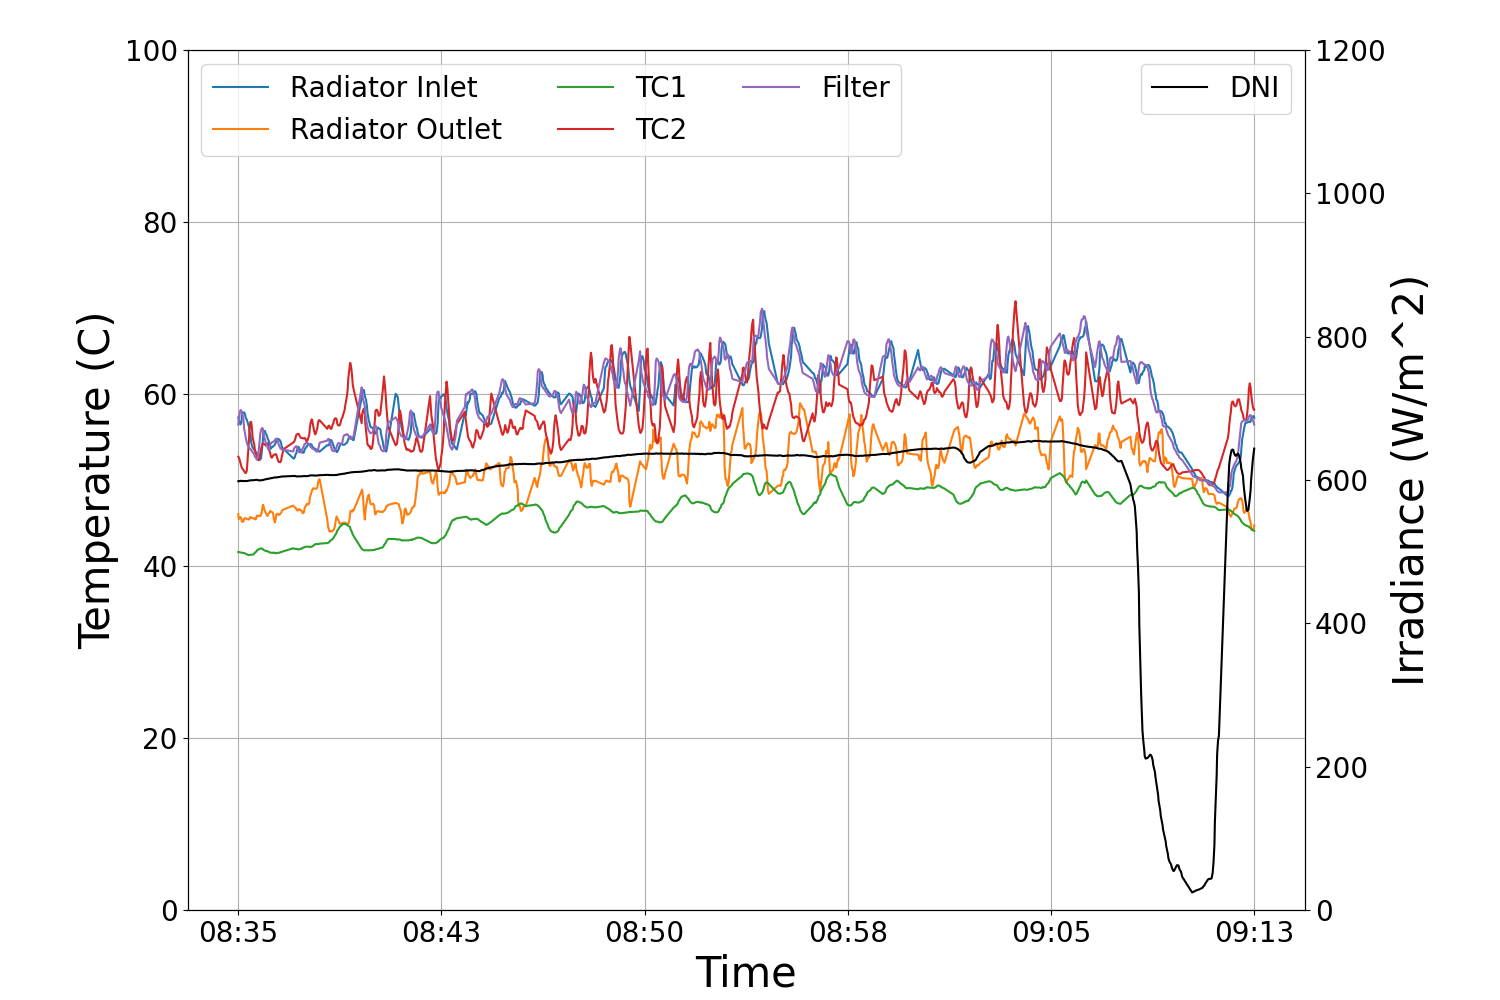 100
80
60
40
20
0
Temperature (C)
Radiator Inlet
Radiator Outlet
TC1
TC2
Filter
DNI
1200
1000
800
600
400
200
0
Irradiance (W/m^2)
08:35
08:43
08:50
08:58
09:05
09:13
Time